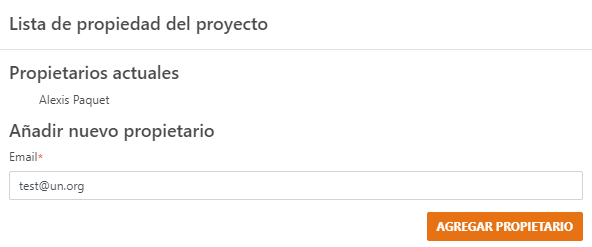 Lista de propiedad del proyecto
Propietarios actuales
Alexis Paquet
Añadir nuevo propietario
Email*
test@un.org
AGREGAR PROPIETARIO